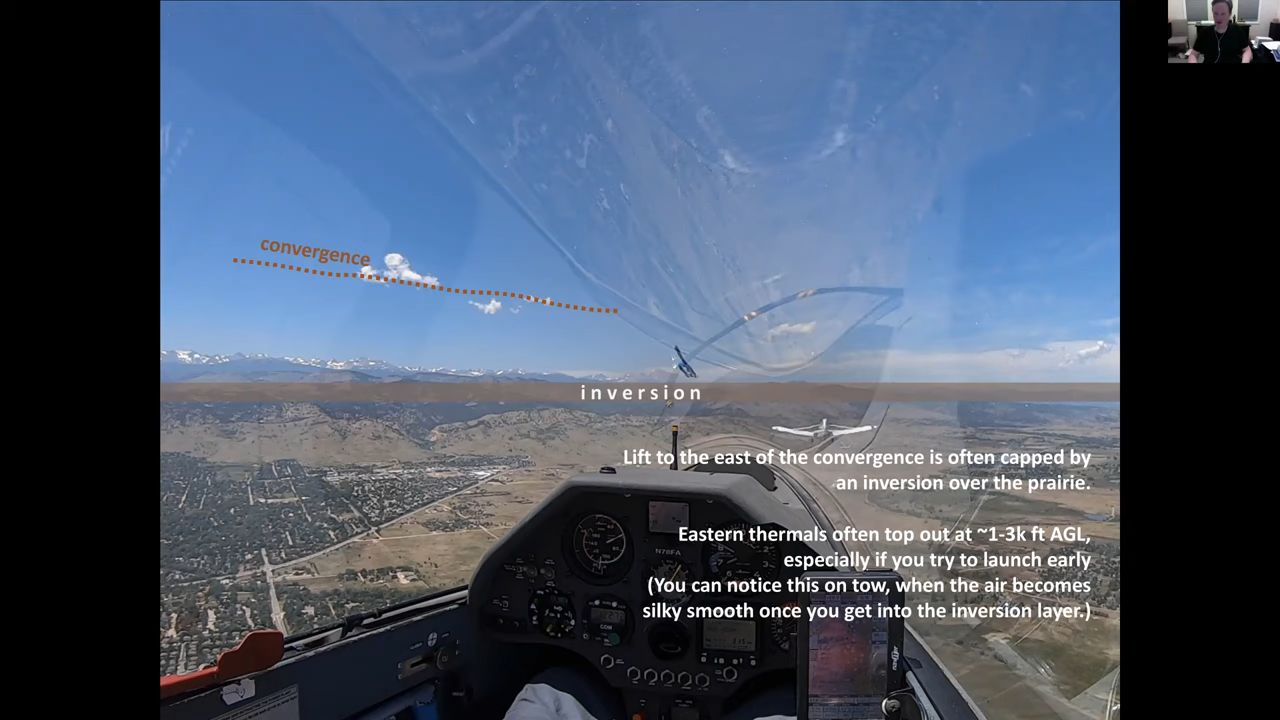 convergence
inversion
Lift to the east of the convergence is often capped by
an inversion over the prairie.
Eastern thermals often top out at ~1-3k ft AGL,
especially if you try to launch early
(You can notice this on tow, when the air becomes
silky smooth once you get into the inversion layer.)
N78FA